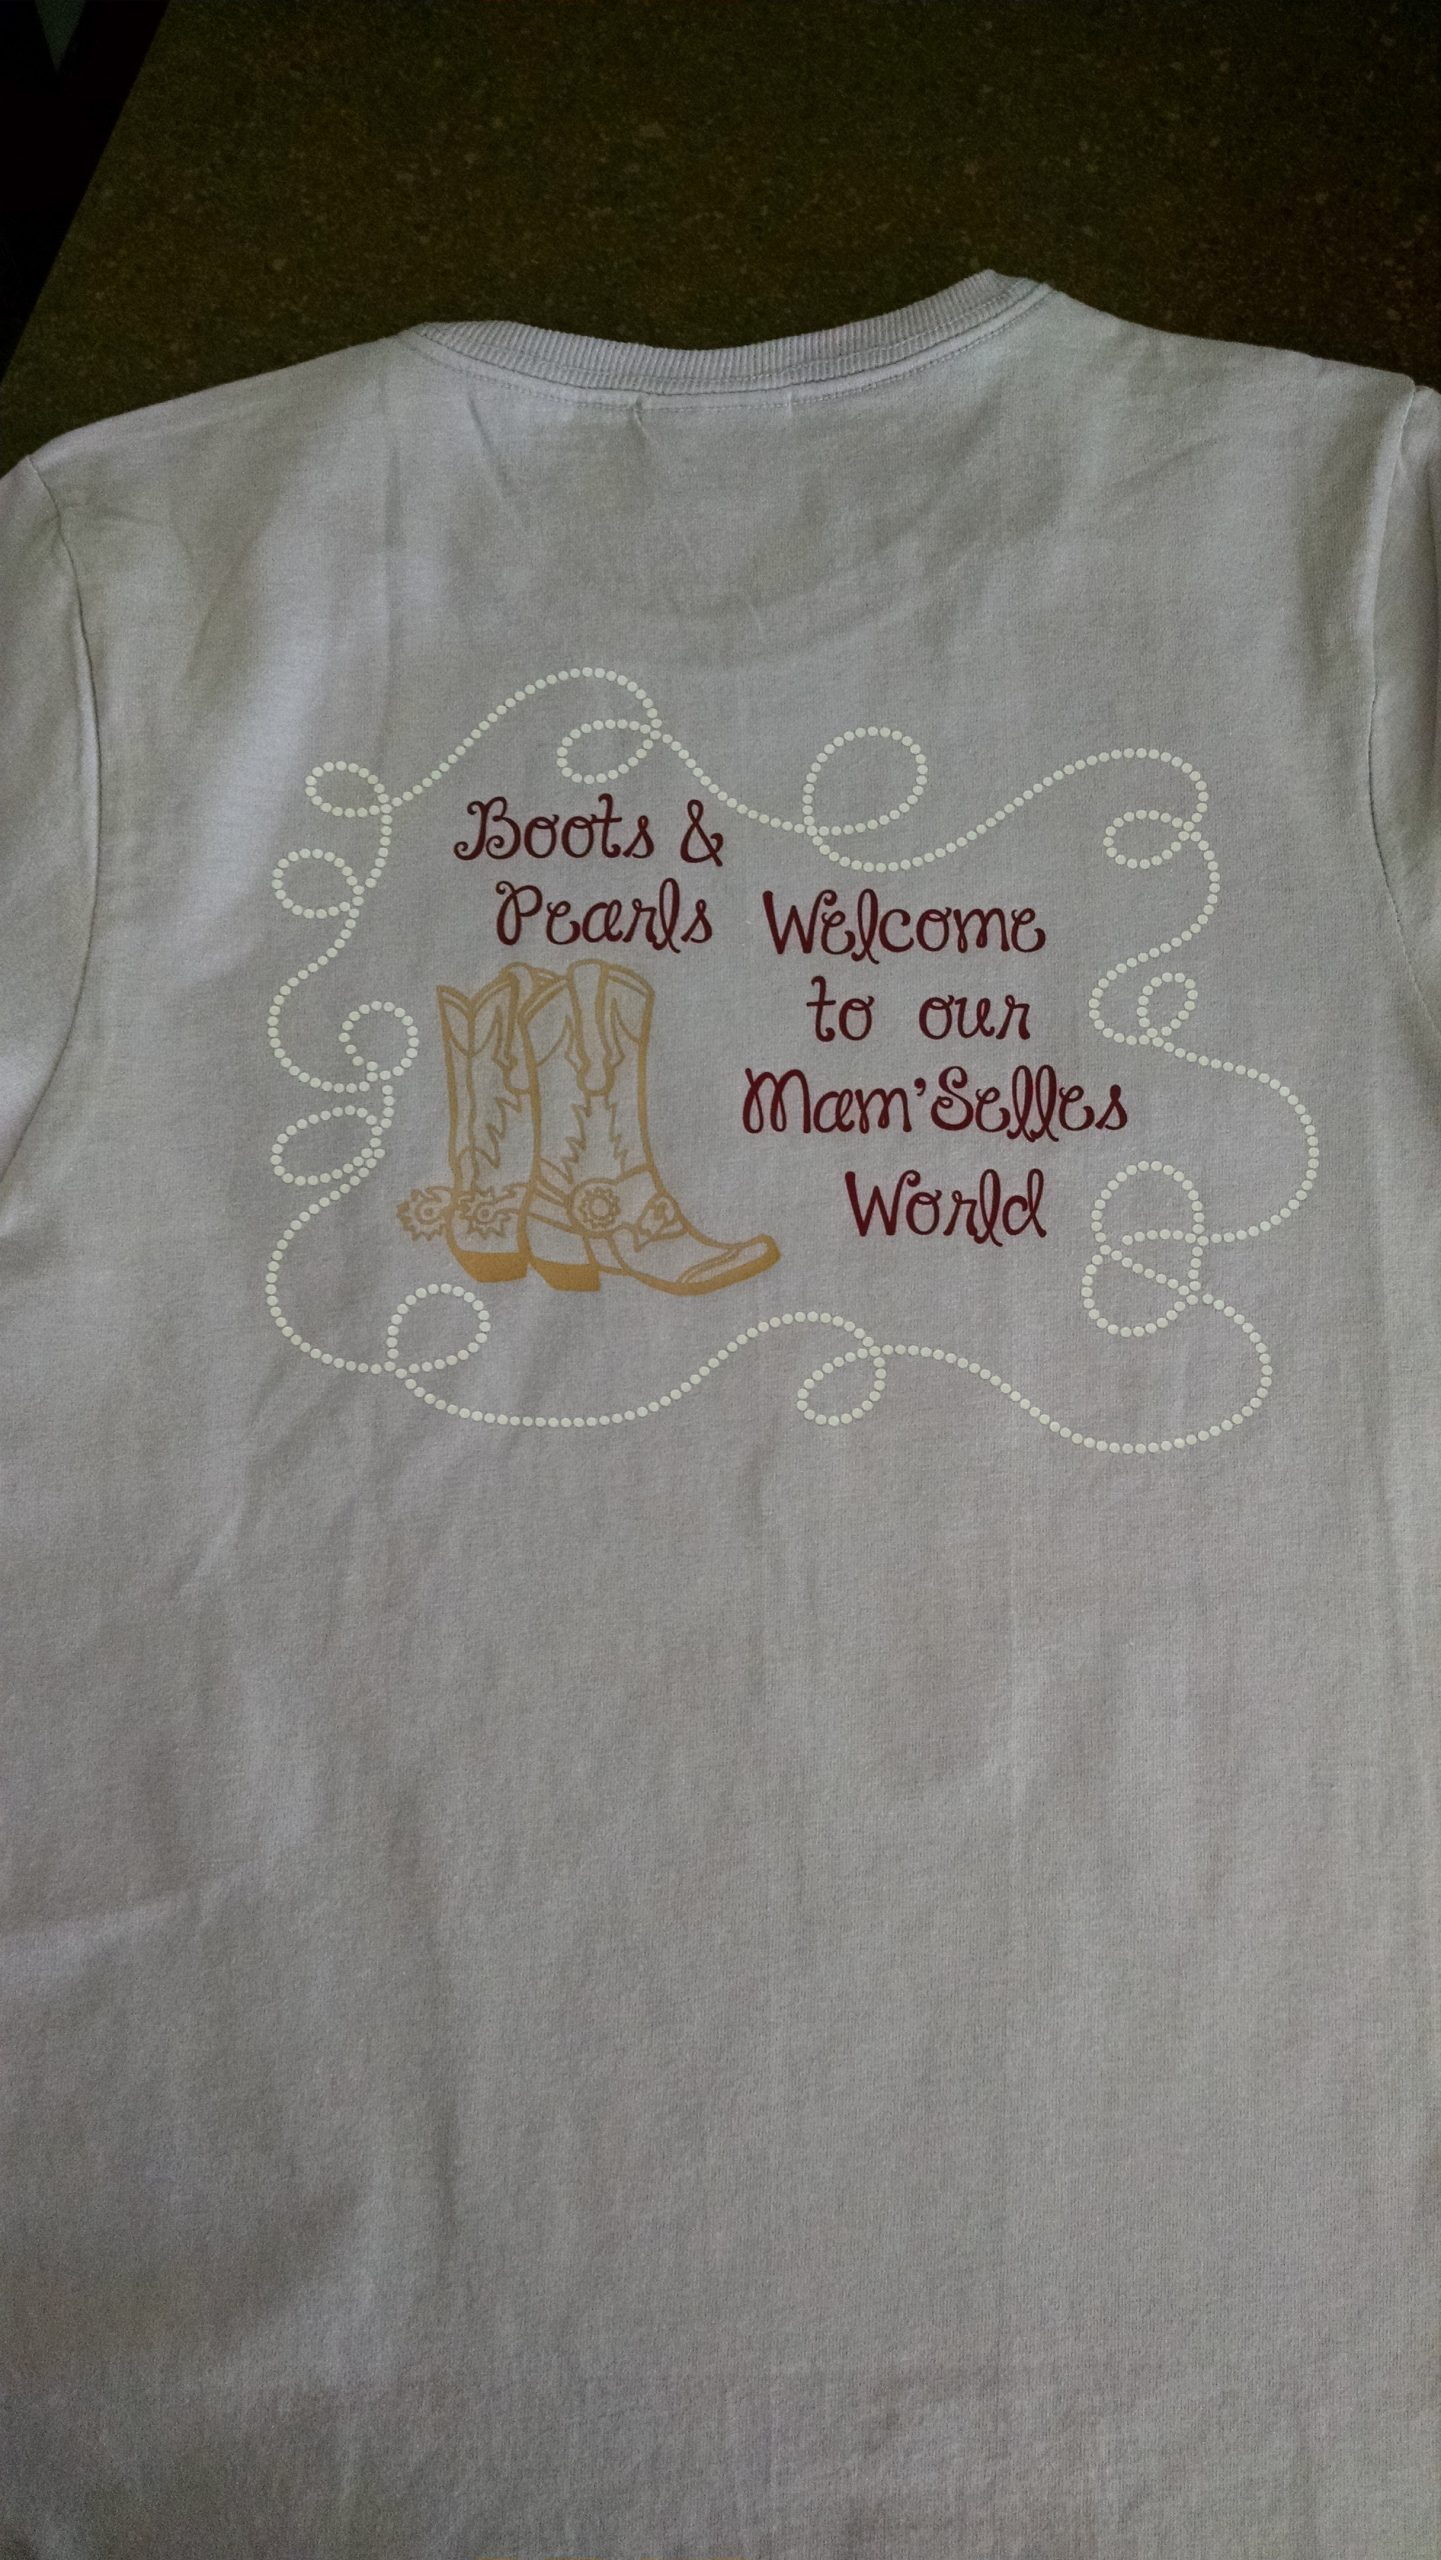 Boots &
Pearls
Welcome
to our
Mam'Selles
World